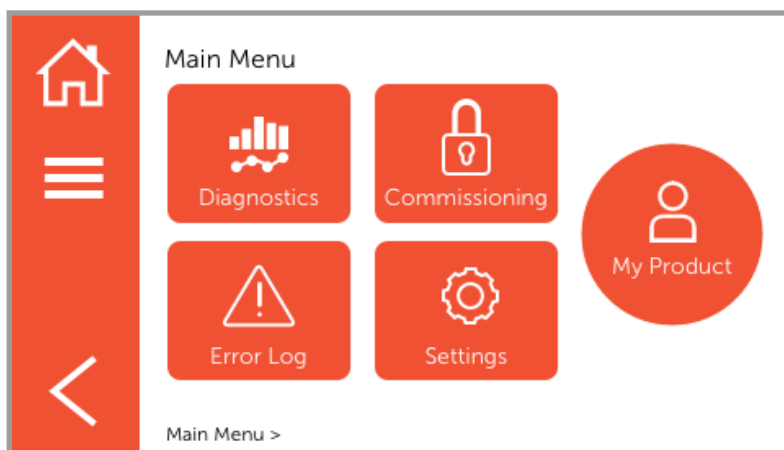 Main Menu
Diagnostics
Commissioning
My Product
Error Log
Settings
Main Menu >